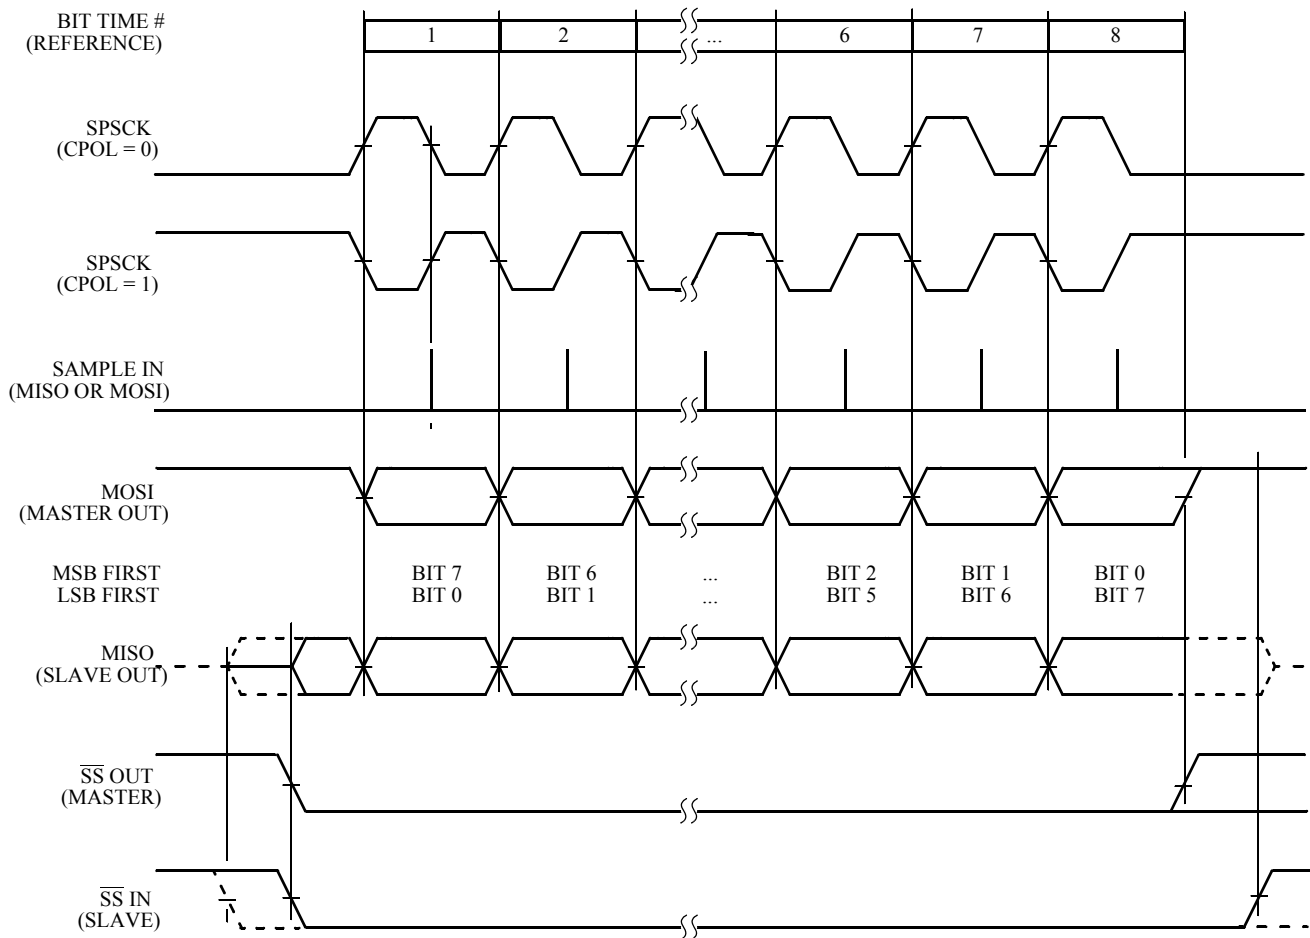 BIT TIME #
(REFERENCE)
1 2 ... 6 7 8
SPSCK
(CPOL = 0)
SPSCK
(CPOL = 1)
SAMPLE IN
(MISO OR MOSI)
MOSI
(MASTER OUT)
MSB FIRST BIT 7 BIT 6 ... BIT 2 BIT 1 BIT 0
LSB FIRST BIT 0 BIT 1 ... BIT 5 BIT 6 BIT 7
MISO
(SLAVE OUT)
S̅S̅ OUT
(MASTER)
S̅S̅ IN
(SLAVE)